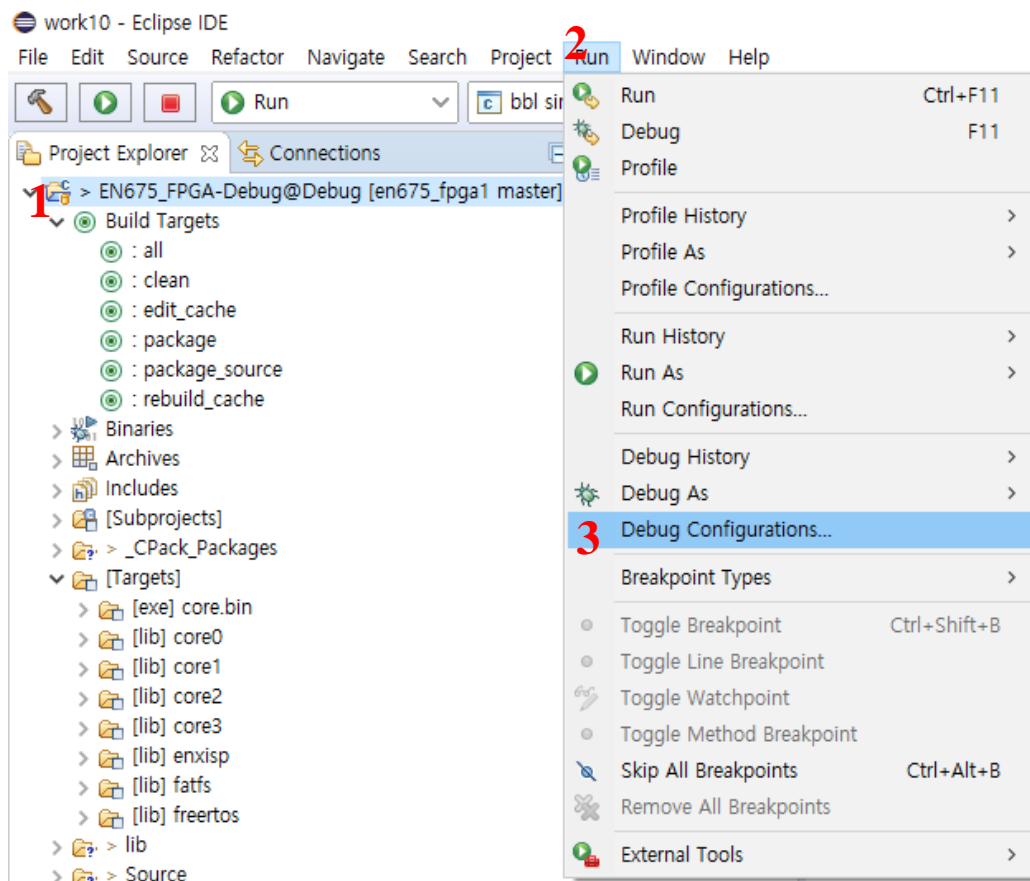 work10 - Eclipse IDE
File Edit Source Refactor Navigate Search Project Run Window Help
2
Run
bbl
Project Explorer
Connections
1
> EN675_FPGA-Debug@Debug [en675_fpga1 master]
Build Targets
: all
: clean
: edit_cache
: package
: package_source
: rebuild_cache
Binaries
Archives
Includes
[Subprojects]
> _CPack_Packages
[Targets]
[exe] core.bin
[lib] core0
[lib] core1
[lib] core2
[lib] core3
[lib] enxisp
[lib] fatfs
[lib] freertos
> lib
> Source
Run Ctrl+F11
Debug F11
Profile
Profile History
Profile As
Profile Configurations...
Run History
Run As
Run Configurations...
Debug History
Debug As
3
Debug Configurations...
Breakpoint Types
Toggle Breakpoint Ctrl+Shift+B
Toggle Line Breakpoint
Toggle Watchpoint
Toggle Method Breakpoint
Skip All Breakpoints Ctrl+Alt+B
Remove All Breakpoints
External Tools